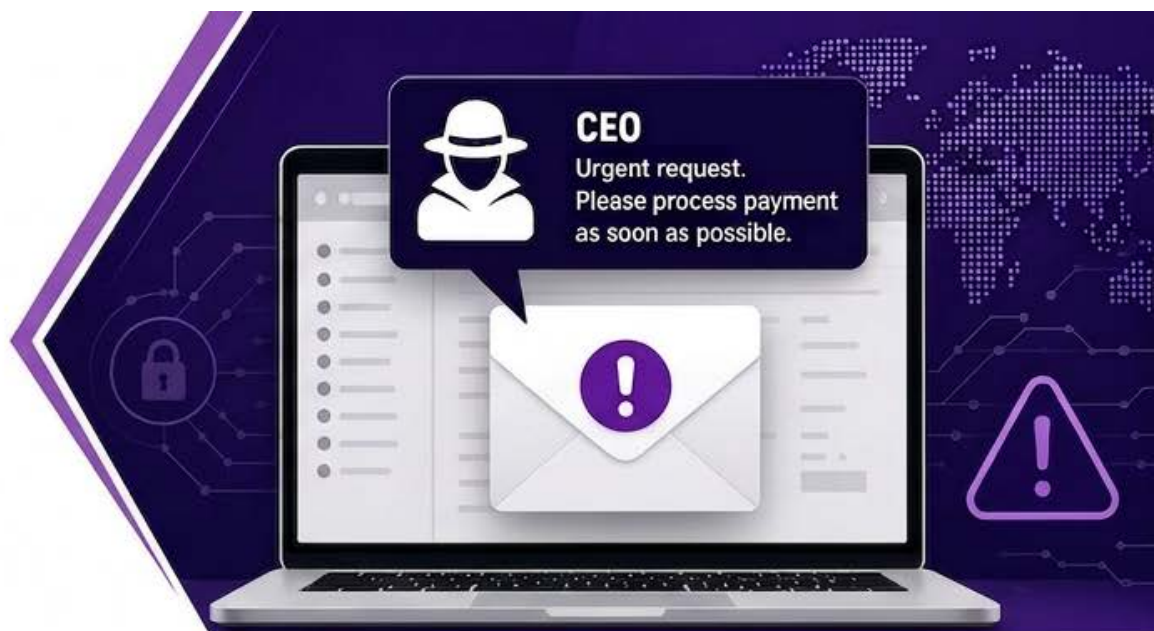 CEO
Urgent request.
Please process payment
as soon as possible.